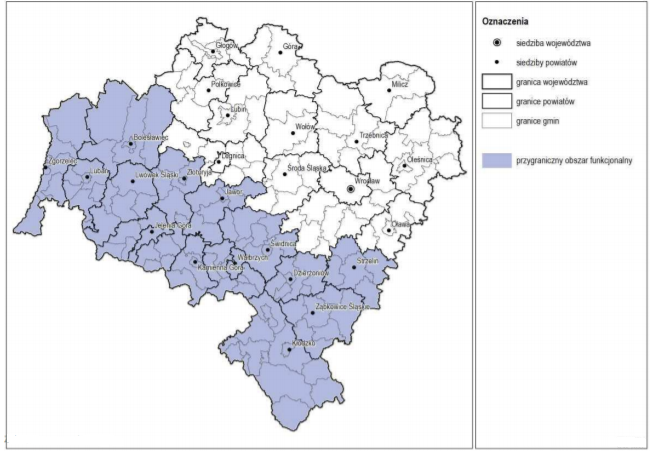 Oznaczenia
siedziba województwa
siedziby powiatów
granica województwa
granice powiatów
granice gmin
przygraniczny obszar funkcjonalny
Głogów
Góra
Polkowice
Milicz
Lubin
Wołów
Trzebnica
Bolesławiec
Legnica
Oleśnica
Zgorzelec
Lubań
Lwówek Śląski
Złotoryja
Środa Śląska
Wrocław
Jawor
Jelenia Góra
Oława
Świdnica
Kamienna Góra
Wałbrzych
Dzierżoniów
Strzelin
Ząbkowice Śląskie
Kłodzko